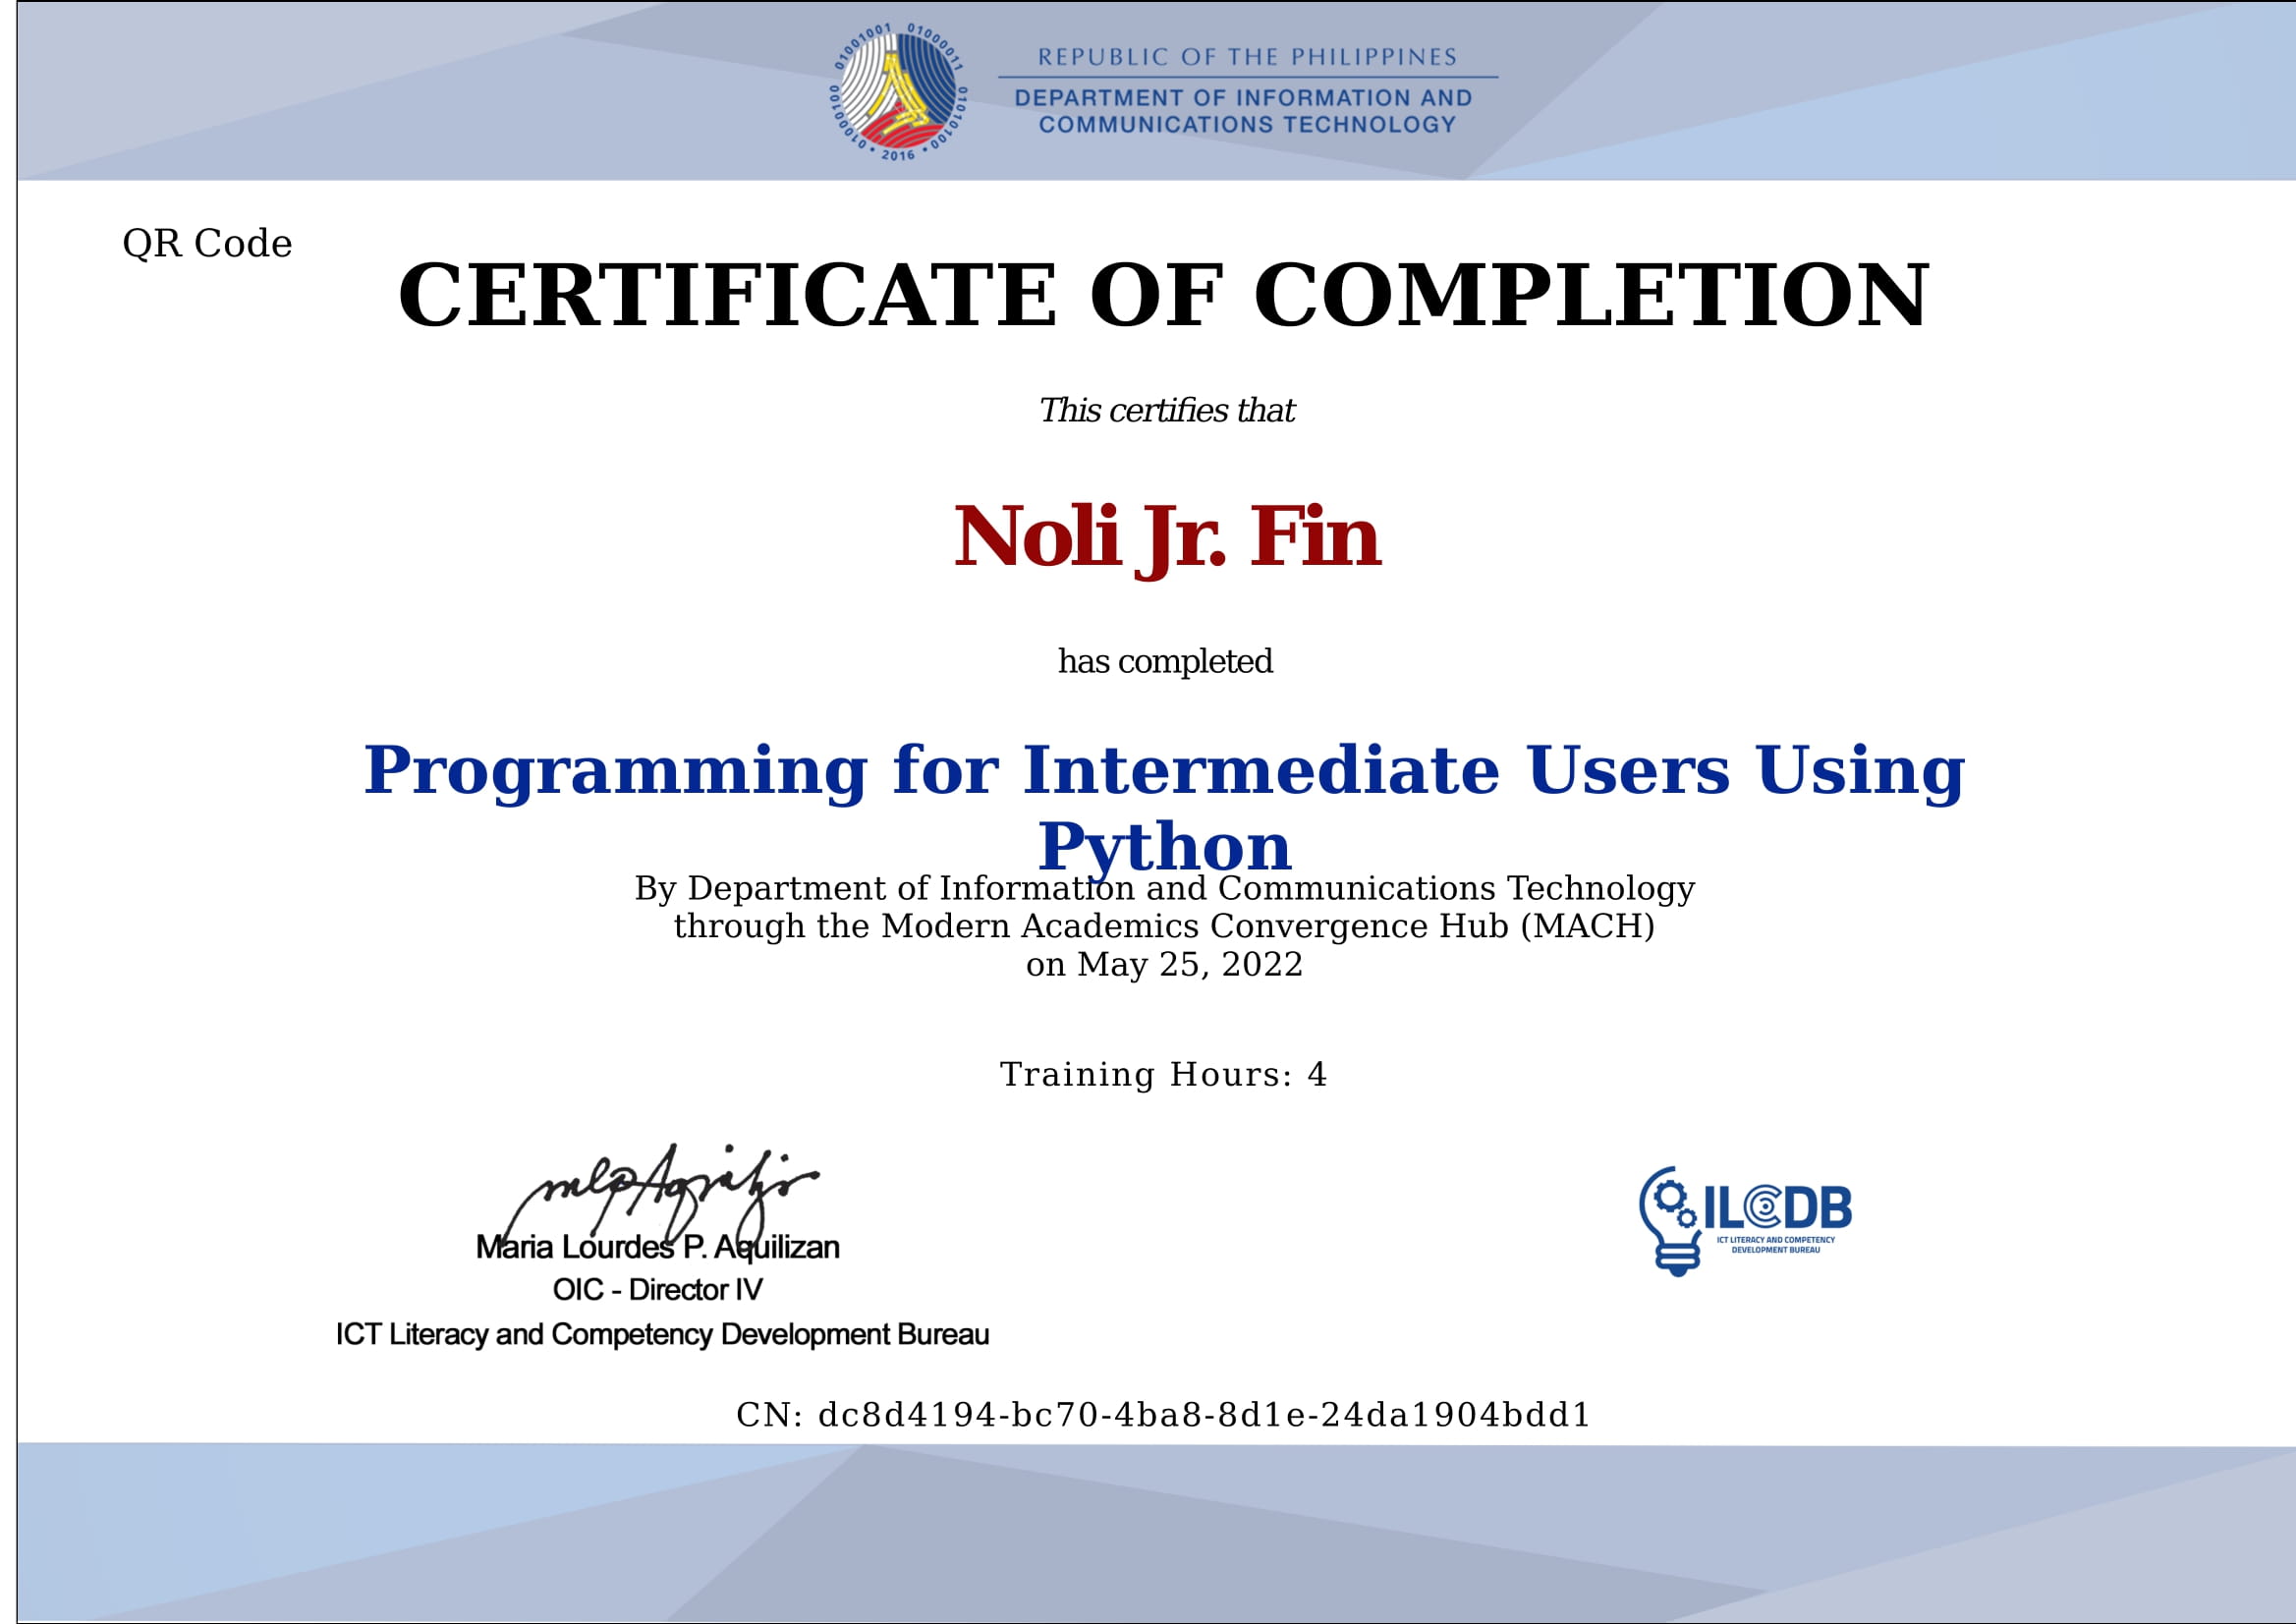 01001001 01000011 01010100 01000100 • 2016 •
REPUBLIC OF THE PHILIPPINES
DEPARTMENT OF INFORMATION AND
COMMUNICATIONS TECHNOLOGY
QR Code
CERTIFICATE OF COMPLETION
This certifies that
Noli Jr. Fin
has completed
Programming for Intermediate Users Using
Python
By Department of Information and Communications Technology
through the Modern Academics Convergence Hub (MACH)
on May 25, 2022
Training Hours: 4
Maria Lourdes P. Aquilizan
OIC - Director IV
ICT Literacy and Competency Development Bureau
ILCDB
ICT LITERACY AND COMPETENCY
DEVELOPMENT BUREAU
CN: dc8d4194-bc70-4ba8-8d1e-24da1904bdd1